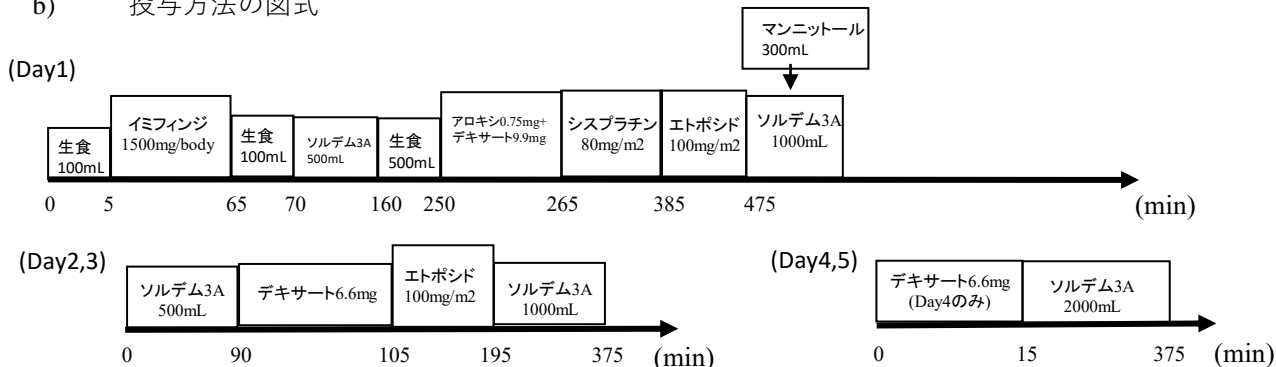 b) 投与方法の図式
マンニットール
300mL
(Day1)
生食
100mL
イミフィンジ
1500mg/body
生食
100mL
ソルデム3A
500mL
生食
500mL
アロキシ0.75mg+
デキサート9.9mg
シスプラチン
80mg/m2
エトポシド
100mg/m2
ソルデム3A
1000mL
0 5 65 70 160 250 265 385 475 (min)
(Day2,3)
ソルデム3A
500mL
デキサート6.6mg
エトポシド
100mg/m2
ソルデム3A
1000mL
0 90 105 195 375 (min)
(Day4,5)
デキサート6.6mg
(Day4のみ)
ソルデム3A
2000mL
0 15 375 (min)